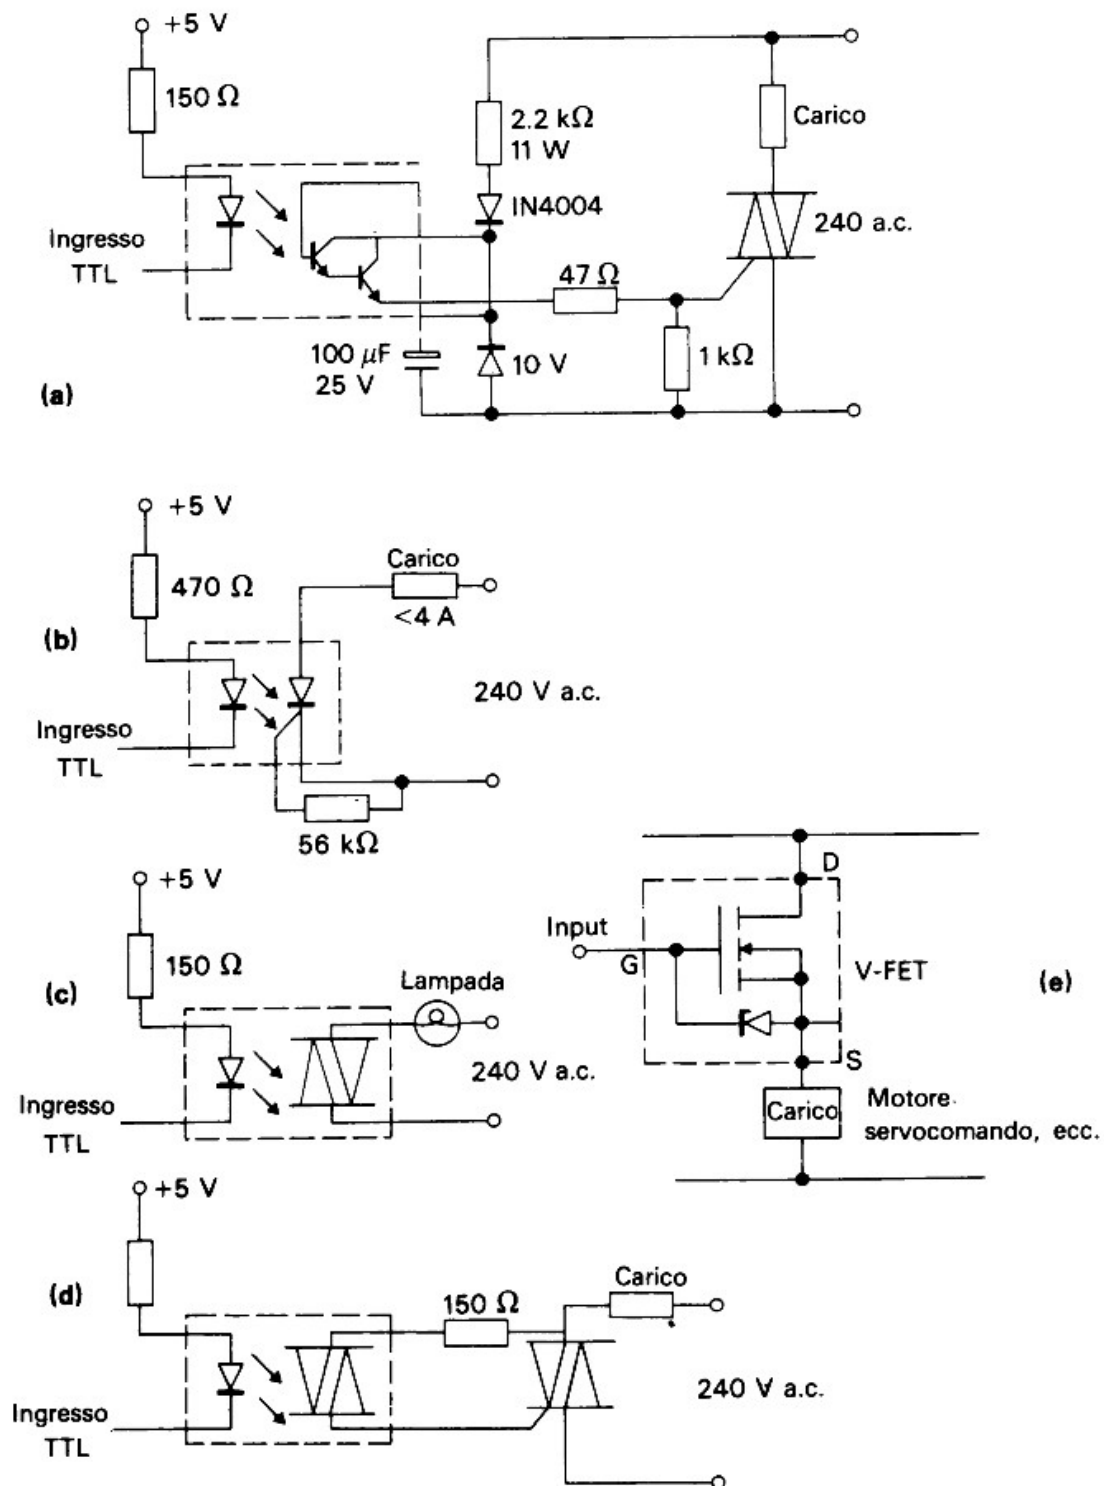 +5 V
150 Ω
2.2 kΩ
11 W
Carico
IN4004
240 a.c.
Ingresso
TTL
47 Ω
100 µF
25 V
10 V
1 kΩ
(a)
+5 V
470 Ω
Carico
<4 A
(b)
240 V a.c.
Ingresso
TTL
56 kΩ
+5 V
150 Ω
(c)
Lampada
240 V a.c.
Ingresso
TTL
D
Input
G
V-FET
(e)
S
Carico
Motore
servocomando, ecc.
+5 V
(d)
150 Ω
Carico
240 V a.c.
Ingresso
TTL